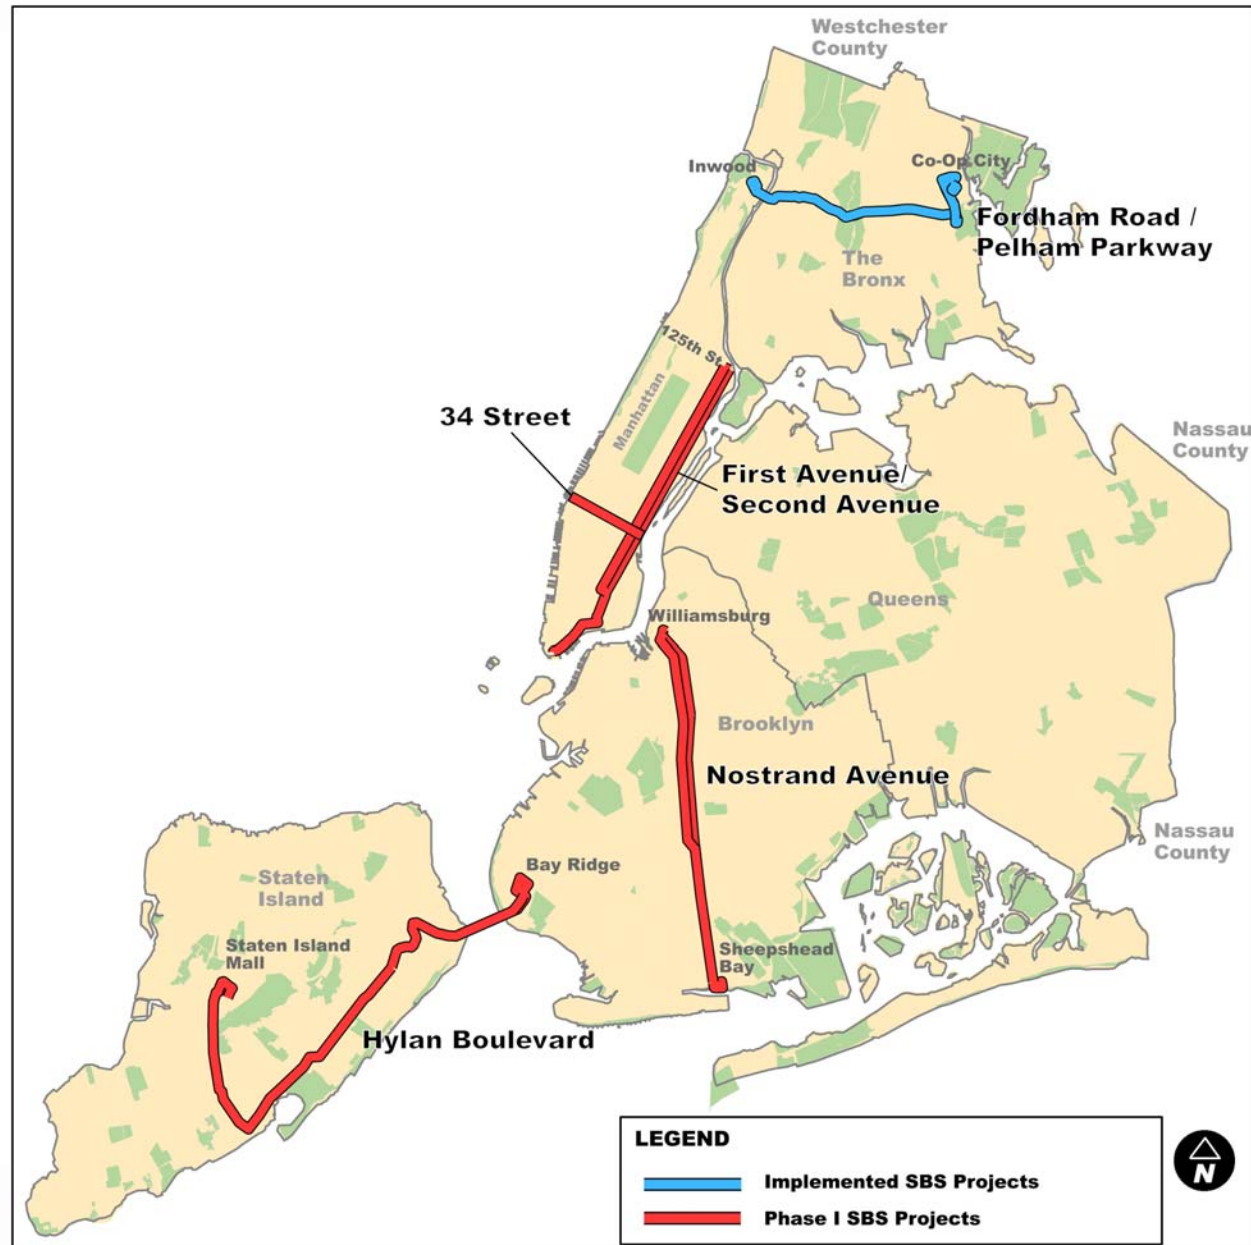 Westchester
County
Inwood
Co-Op City
Fordham Road /
Pelham Parkway
The
Bronx
125th St
Manhattan
34 Street
First Avenue/
Second Avenue
Nassau
County
Queens
Williamsburg
Brooklyn
Nostrand Avenue
Nassau
County
Bay Ridge
Staten
Island
Staten Island
Mall
Sheepshead
Bay
Hylan Boulevard
LEGEND
Implemented SBS Projects
Phase I SBS Projects
N